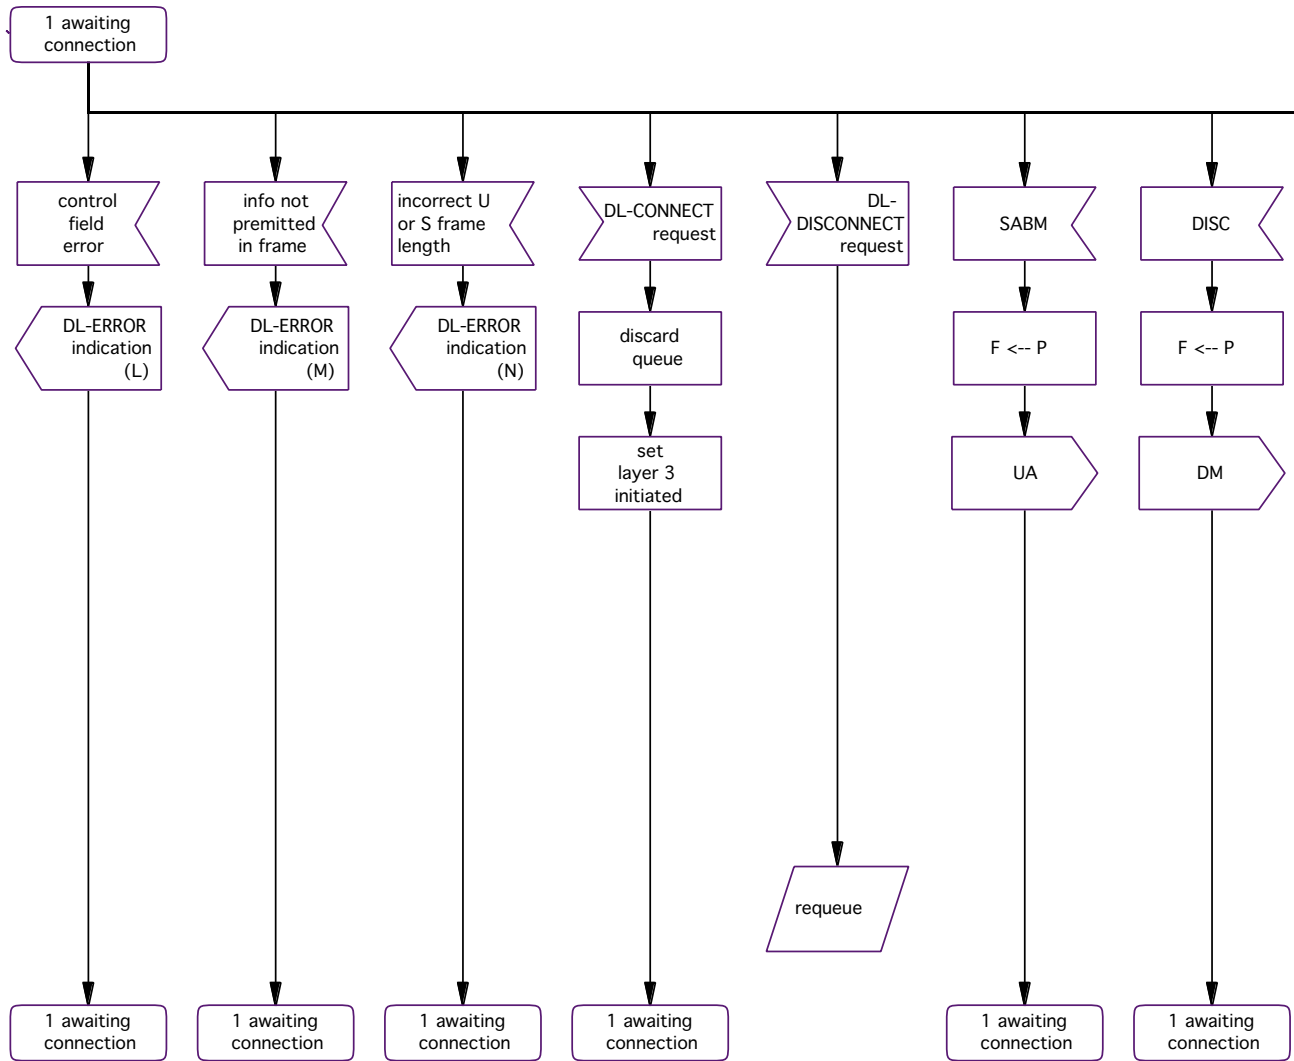 1 awaiting
connection
control
field
error
info not
premitted
in frame
incorrect U
or S frame
length
DL-CONNECT
request
DL-
DISCONNECT
request
SABM
DISC
DL-ERROR
indication
(L)
DL-ERROR
indication
(M)
DL-ERROR
indication
(N)
discard
queue
F <-- P
F <-- P
set
layer 3
initiated
UA
DM
requeue
1 awaiting
connection
1 awaiting
connection
1 awaiting
connection
1 awaiting
connection
1 awaiting
connection
1 awaiting
connection